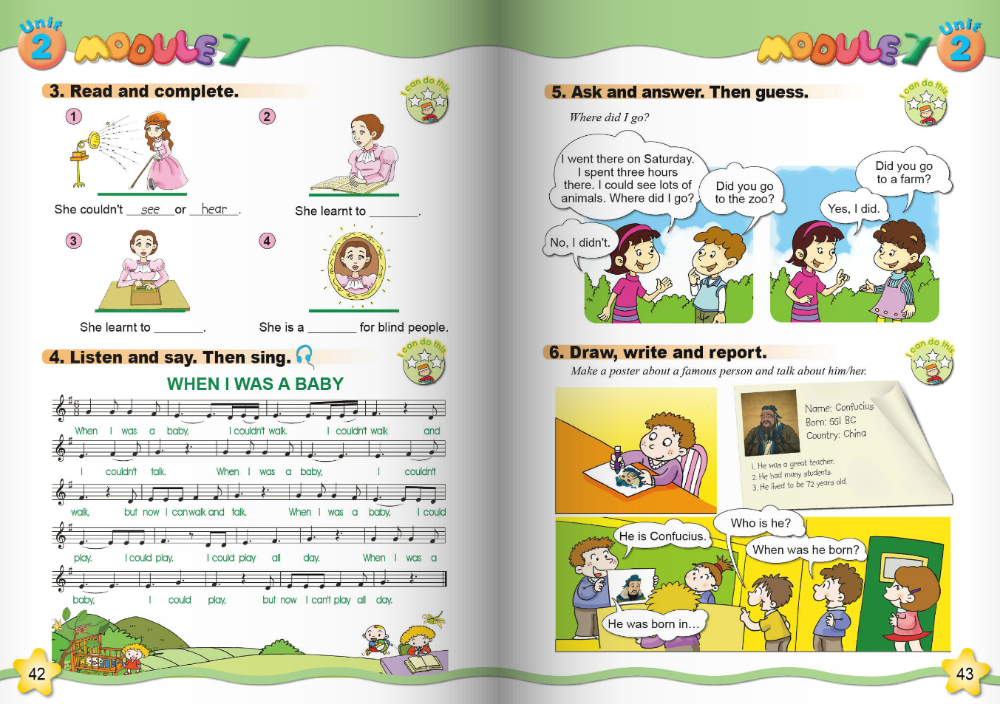 Unit
2
MODULE 7
3. Read and complete.
I can do this.
1
She couldn't see or hear.
2
She learnt to ________.
3
She learnt to ________.
4
She is a ________ for blind people.
4. Listen and say. Then sing.
I can do this.
WHEN I WAS A BABY
6
8
When I was a baby, I couldn't walk. I couldn't walk and
I couldn't talk. When I was a baby, I couldn't
walk, but now I can walk and talk. When I was a baby, I could
play. I could play. I could play all day. When I was a
baby, I could play, but now I can't play all day.
42
MODULE 7
Unit
2
5. Ask and answer. Then guess.
I can do this.
Where did I go?
I went there on Saturday.
I spent three hours
there. I could see lots of
animals. Where did I go?
Did you go
to the zoo?
No, I didn't.
Did you go
to a farm?
Yes, I did.
6. Draw, write and report.
I can do this.
Make a poster about a famous person and talk about him/her.
Name: Confucius
Born: 551 BC
Country: China
1. He was a great teacher.
2. He had many students.
3. He lived to be 72 years old.
He is Confucius.
Who is he?
When was he born?
He was born in...
43